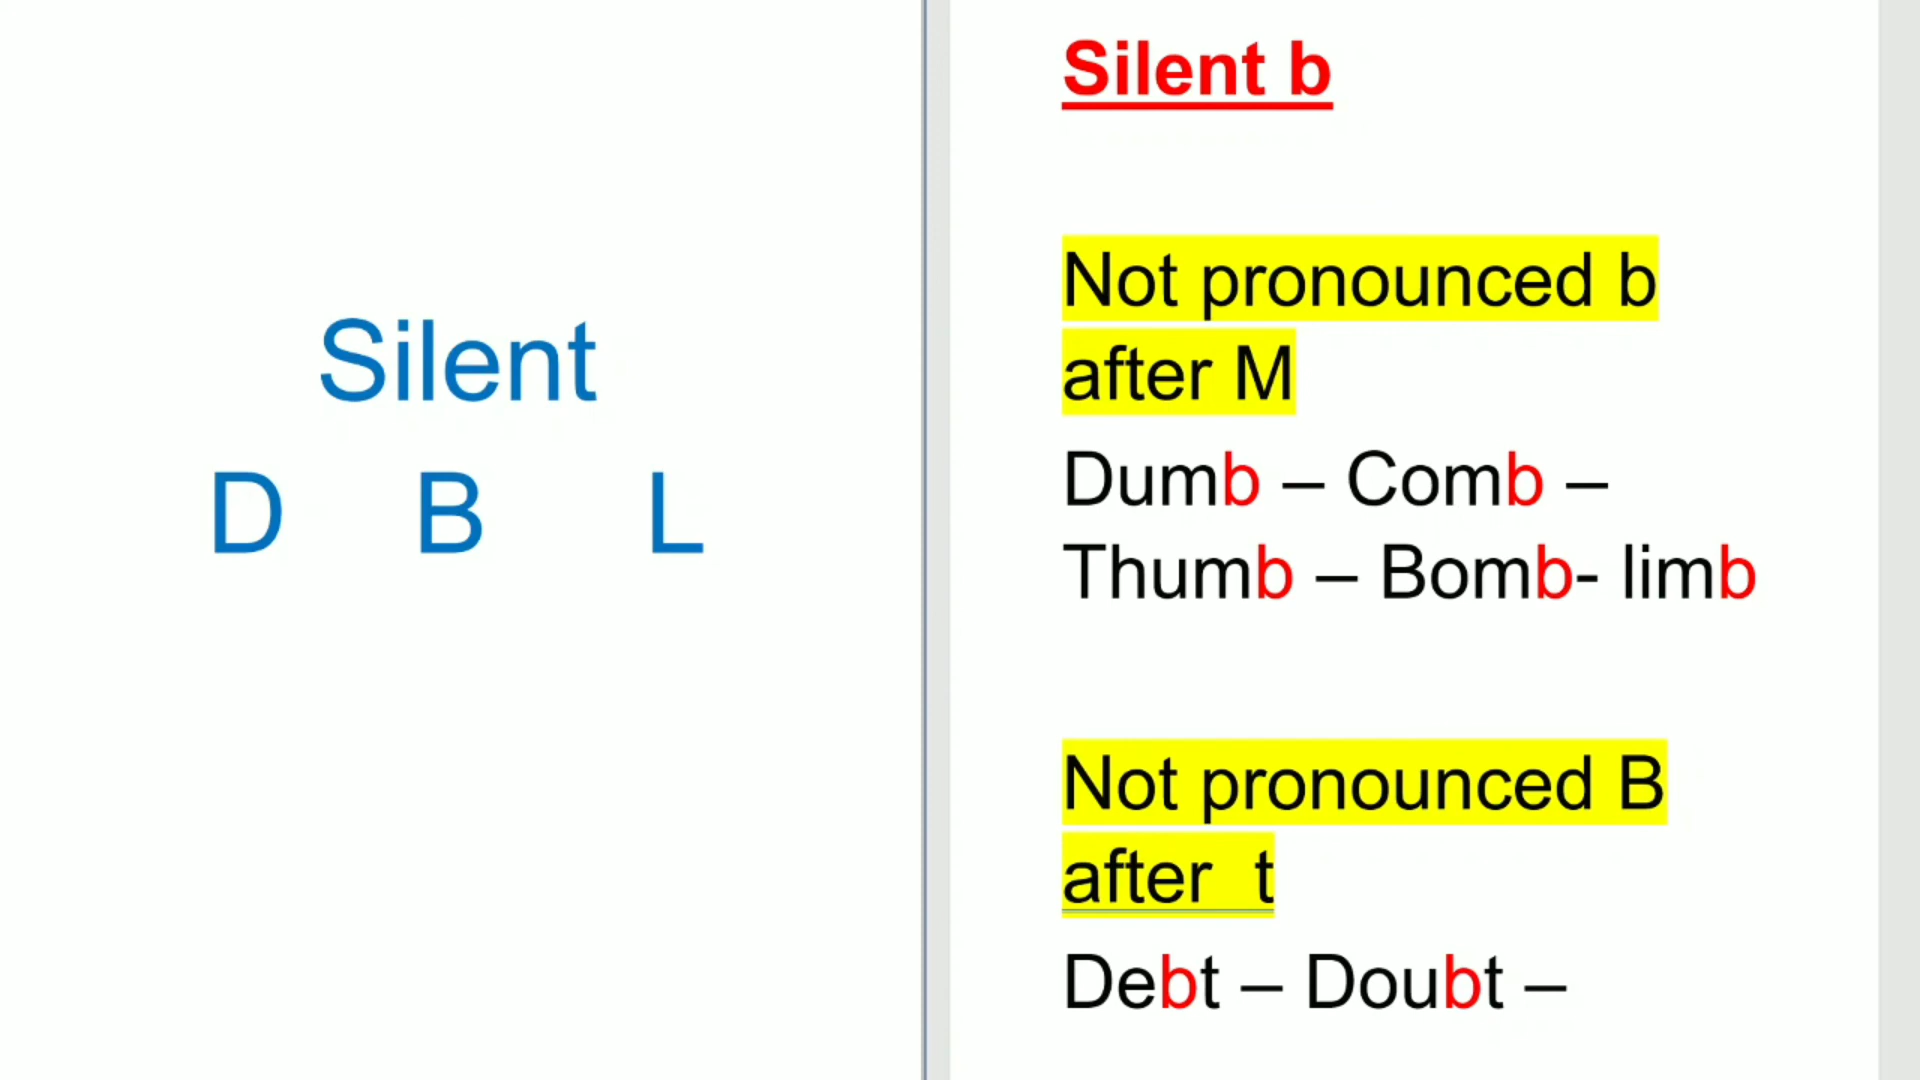 Silent
D B L
Silent b
Not pronounced b
after M
Dumb – Comb –
Thumb – Bomb- limb
Not pronounced B
after  t
Debt – Doubt –